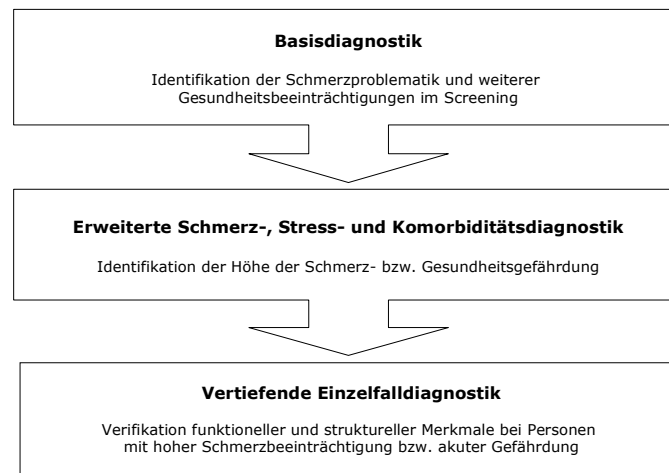 Basisdiagnostik
Identifikation der Schmerzproblematik und weiterer
Gesundheitsbeeinträchtigungen im Screening
Erweiterte Schmerz-, Stress- und Komorbiditätsdiagnostik
Identifikation der Höhe der Schmerz- bzw. Gesundheitsgefährdung
Vertiefende Einzelfalldiagnostik
Verifikation funktioneller und struktureller Merkmale bei Personen
mit hoher Schmerzbeeinträchtigung bzw. akuter Gefährdung